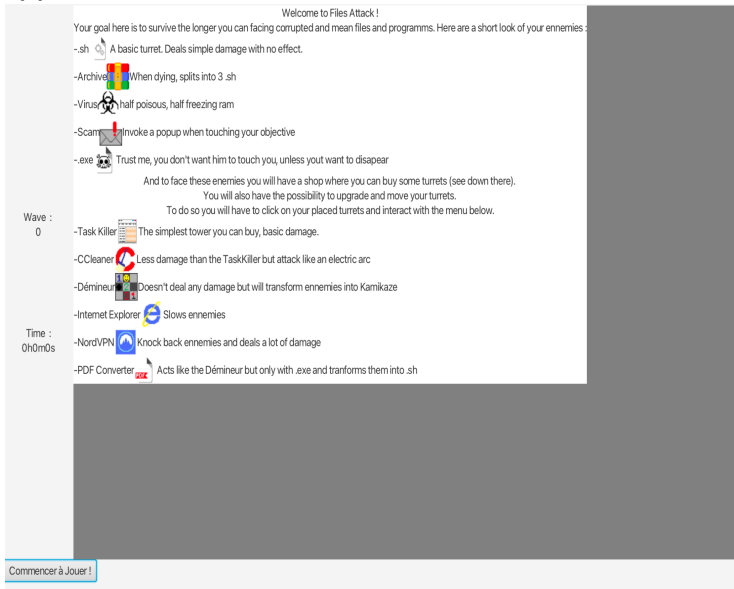 Welcome to Files Attack !
Your goal here is to survive the longer you can facing corrupted and mean files and programms. Here are a short look of your ennemies :
-.sh A basic turret. Deals simple damage with no effect.
-Archive When dying, splits into 3 .sh
-Virus half poisous, half freezing ram
-Scam Invoke a popup when touching your objective
-.exe Trust me, you don't want him to touch you, unless yout want to disapear
And to face these enemies you will have a shop where you can buy some turrets (see down there).
You will also have the possibility to upgrade and move your turrets.
To do so you will have to click on your placed turrets and interact with the menu below.
-Task Killer The simplest tower you can buy, basic damage.
-CCleaner Less damage than the TaskKiller but attack like an electric arc
-Démineur Doesn't deal any damage but will transform ennemies into Kamikaze
-Internet Explorer Slows ennemies
-NordVPN Knock back ennemies and deals a lot of damage
-PDF Converter PDF Acts like the Démineur but only with .exe and tranforms them into .sh
Wave :
0
Time :
0h0m0s
Commencer à Jouer !